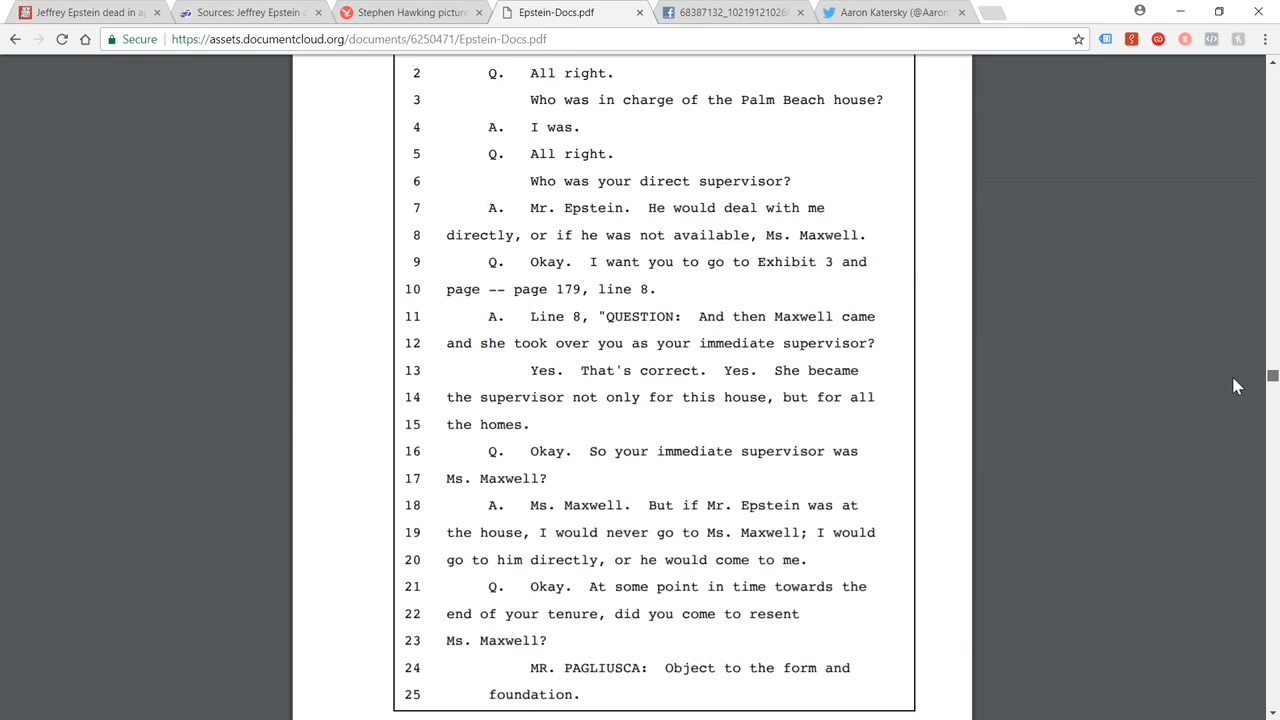 Jeffrey Epstein dead in a
Sources: Jeffrey Epstein c
Stephen Hawking picture
Epstein-Docs.pdf
68387132_1021912102
Aaron Katersky (@Aaron
Secure
https://assets.documentcloud.org/documents/6250471/Epstein-Docs.pdf
2 Q. All right.
3 Who was in charge of the Palm Beach house?
4 A. I was.
5 Q. All right.
6 Who was your direct supervisor?
7 A. Mr. Epstein. He would deal with me
8 directly, or if he was not available, Ms. Maxwell.
9 Q. Okay. I want you to go to Exhibit 3 and
10 page -- page 179, line 8.
11 A. Line 8, "QUESTION: And then Maxwell came
12 and she took over you as your immediate supervisor?
13 Yes. That's correct. Yes. She became
14 the supervisor not only for this house, but for all
15 the homes.
16 Q. Okay. So your immediate supervisor was
17 Ms. Maxwell?
18 A. Ms. Maxwell. But if Mr. Epstein was at
19 the house, I would never go to Ms. Maxwell; I would
20 go to him directly, or he would come to me.
21 Q. Okay. At some point in time towards the
22 end of your tenure, did you come to resent
23 Ms. Maxwell?
24 MR. PAGLIUSCA: Object to the form and
25 foundation.